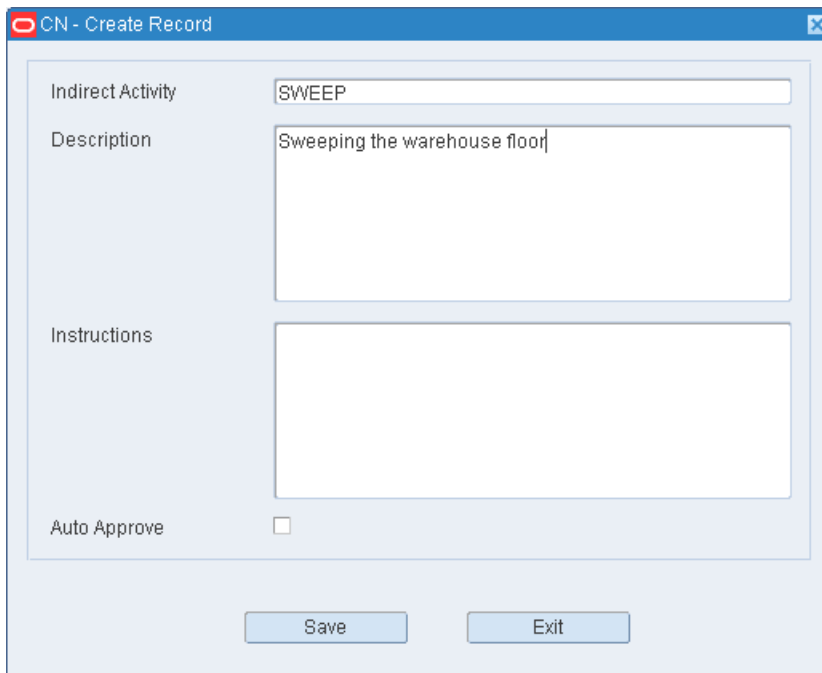 CN - Create Record
Indirect Activity SWEEP
Description Sweeping the warehouse floor
Instructions
Auto Approve
Save Exit